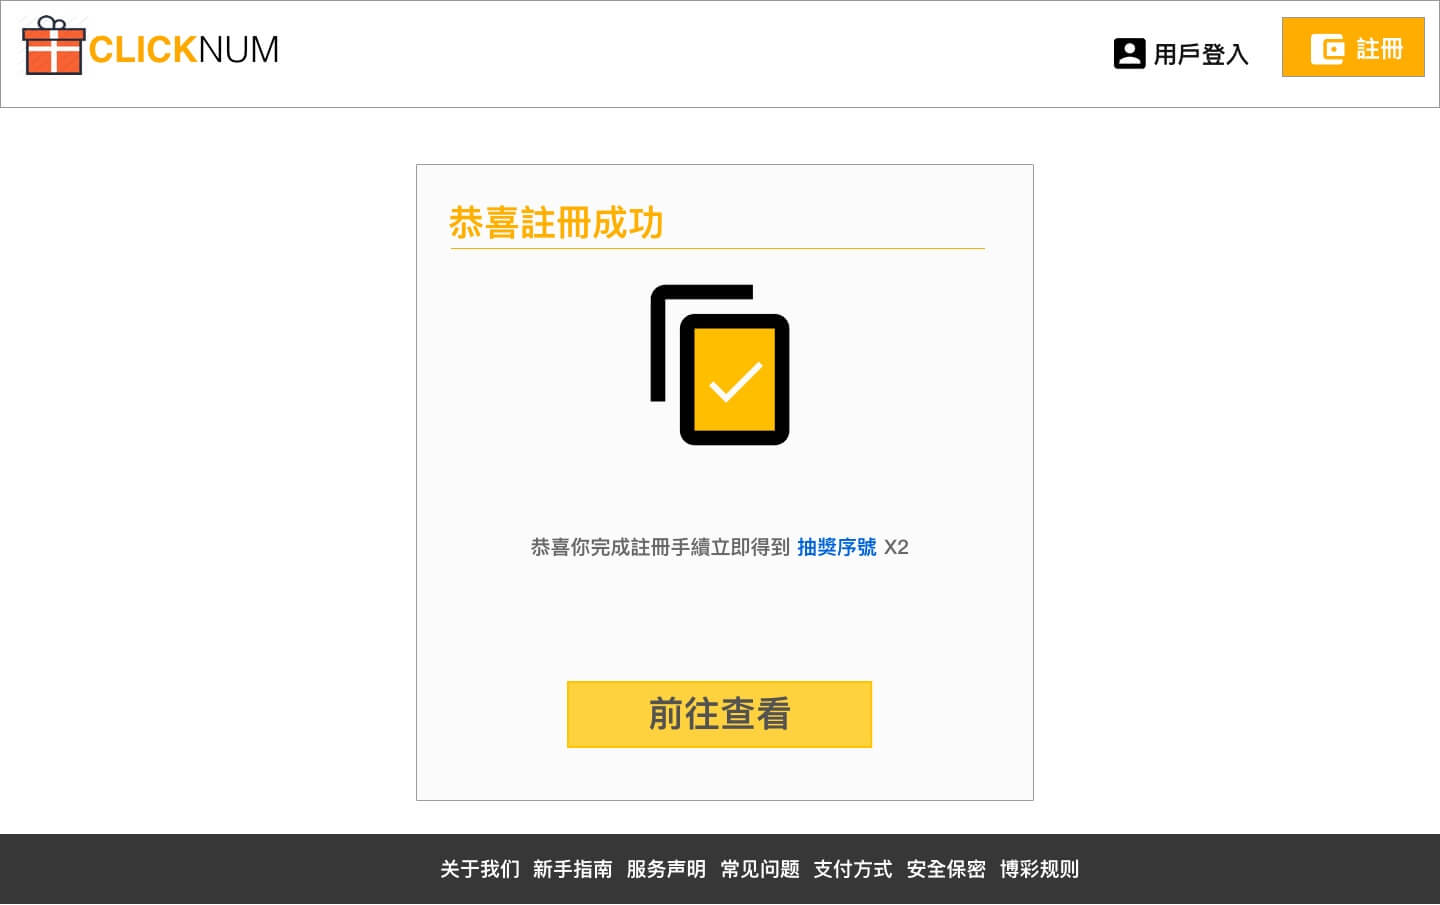 CLICKNUM
用戶登入
註冊
恭喜註冊成功
恭喜你完成註冊手續立即得到 抽獎序號 X2
前往查看
关于我们 新手指南 服务声明 常见问题 支付方式 安全保密 博彩规则